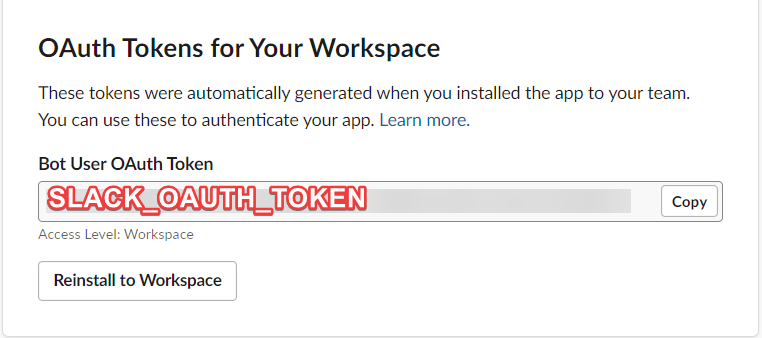 OAuth Tokens for Your Workspace
These tokens were automatically generated when you installed the app to your team.
You can use these to authenticate your app. Learn more.
Bot User OAuth Token
SLACK_OAUTH_TOKEN
Copy
Access Level: Workspace
Reinstall to Workspace